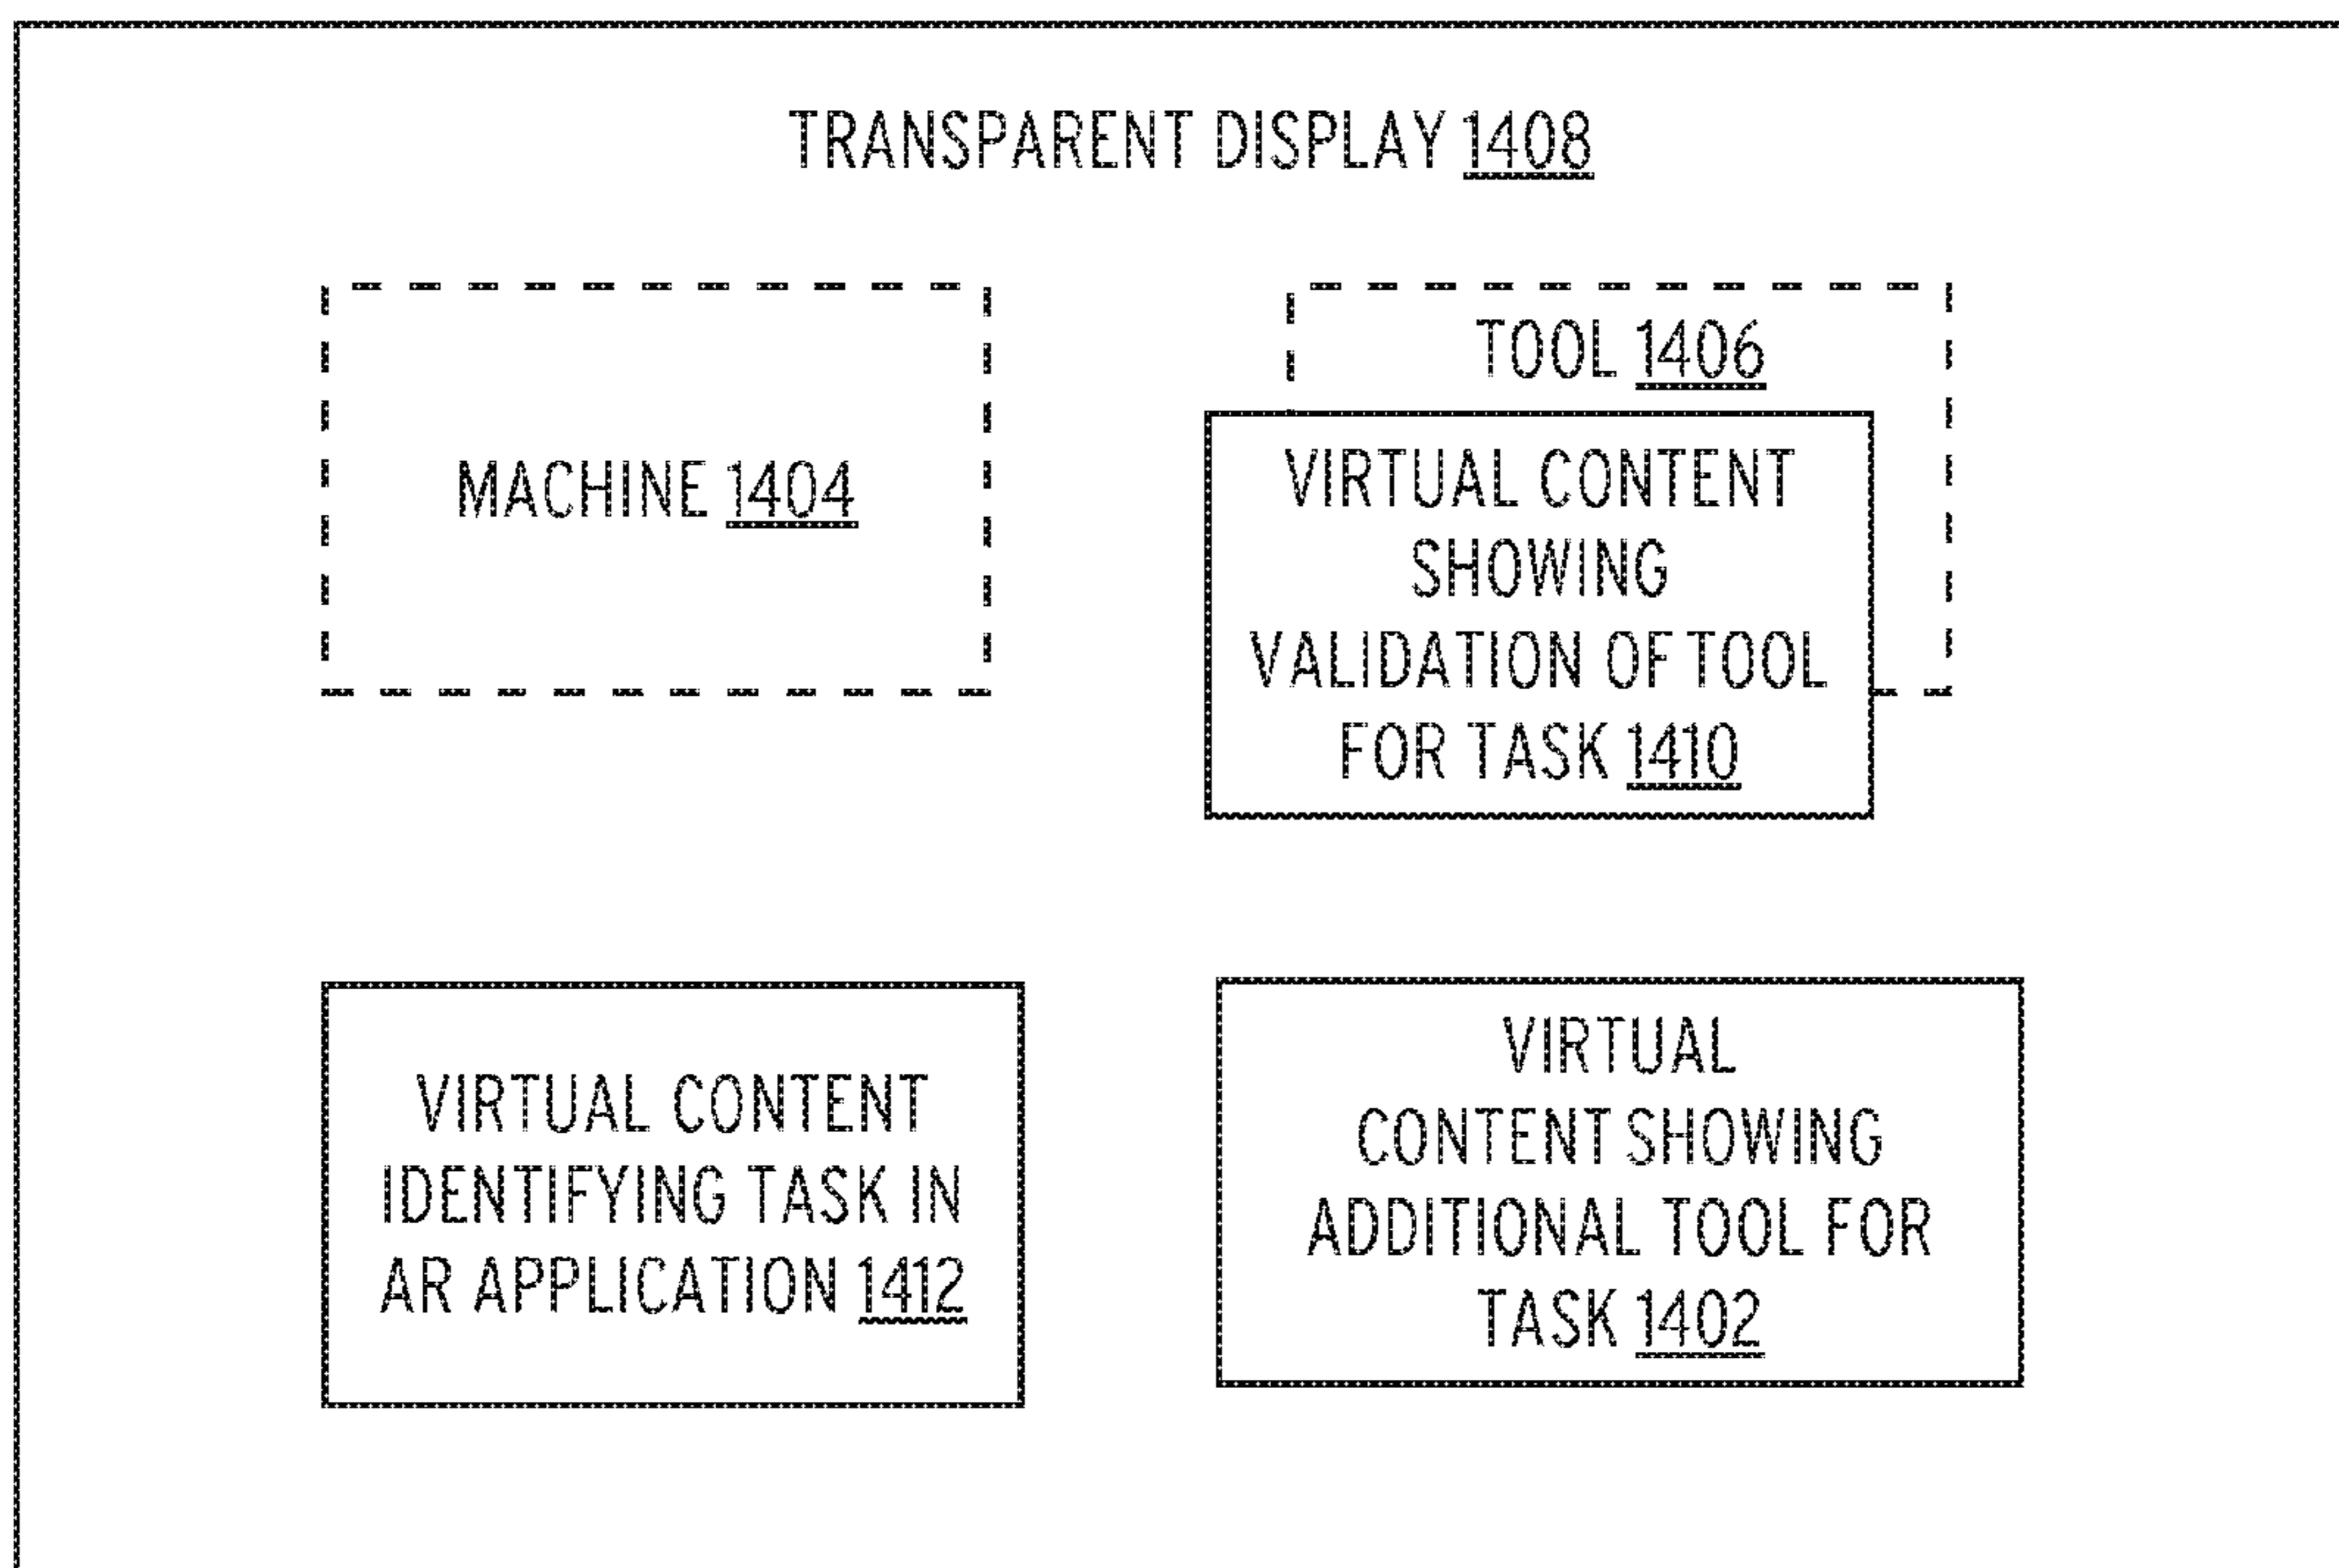 TRANSPARENT DISPLAY 1408
MACHINE 1404
TOOL 1406
VIRTUAL CONTENT
SHOWING
VALIDATION OF TOOL
FOR TASK 1410
VIRTUAL CONTENT
IDENTIFYING TASK IN
AR APPLICATION 1412
VIRTUAL
CONTENT SHOWING
ADDITIONAL TOOL FOR
TASK 1402